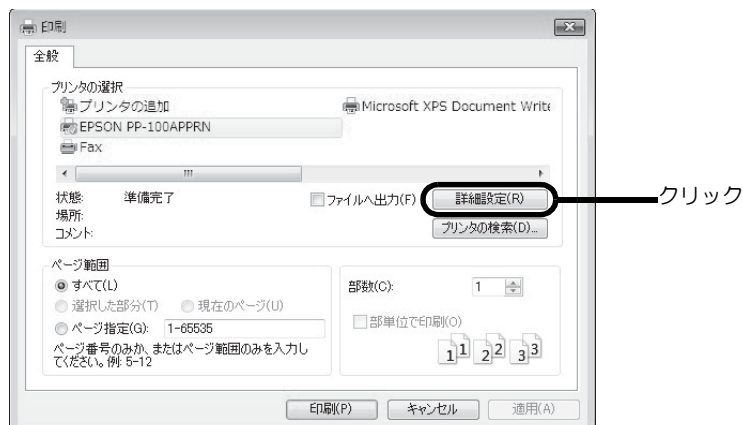 印刷
全般
プリンタの選択
プリンタの追加
Microsoft XPS Document Write
EPSON PP-100APPRN
Fax
状態: 準備完了
ファイルへ出力(F)
詳細設定(R)
クリック
場所:
コメント:
プリンタの検索(D)...
ページ範囲
すべて(L)
選択した部分(T)
現在のページ(U)
ページ指定(G): 1-65535
ページ番号のみか、またはページ範囲のみを入力し
てください。例: 5-12
部数(C): 1
部単位で印刷(O)
1 1 2 2 3 3
印刷(P)
キャンセル
適用(A)